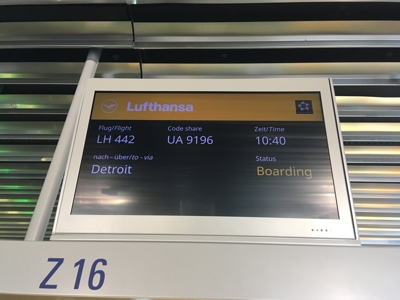 Lufthansa
Flug/Flight Code share Zeit/Time
LH 442 UA 9196 10:40
nach - über/to - via Status
Detroit Boarding
Z 16